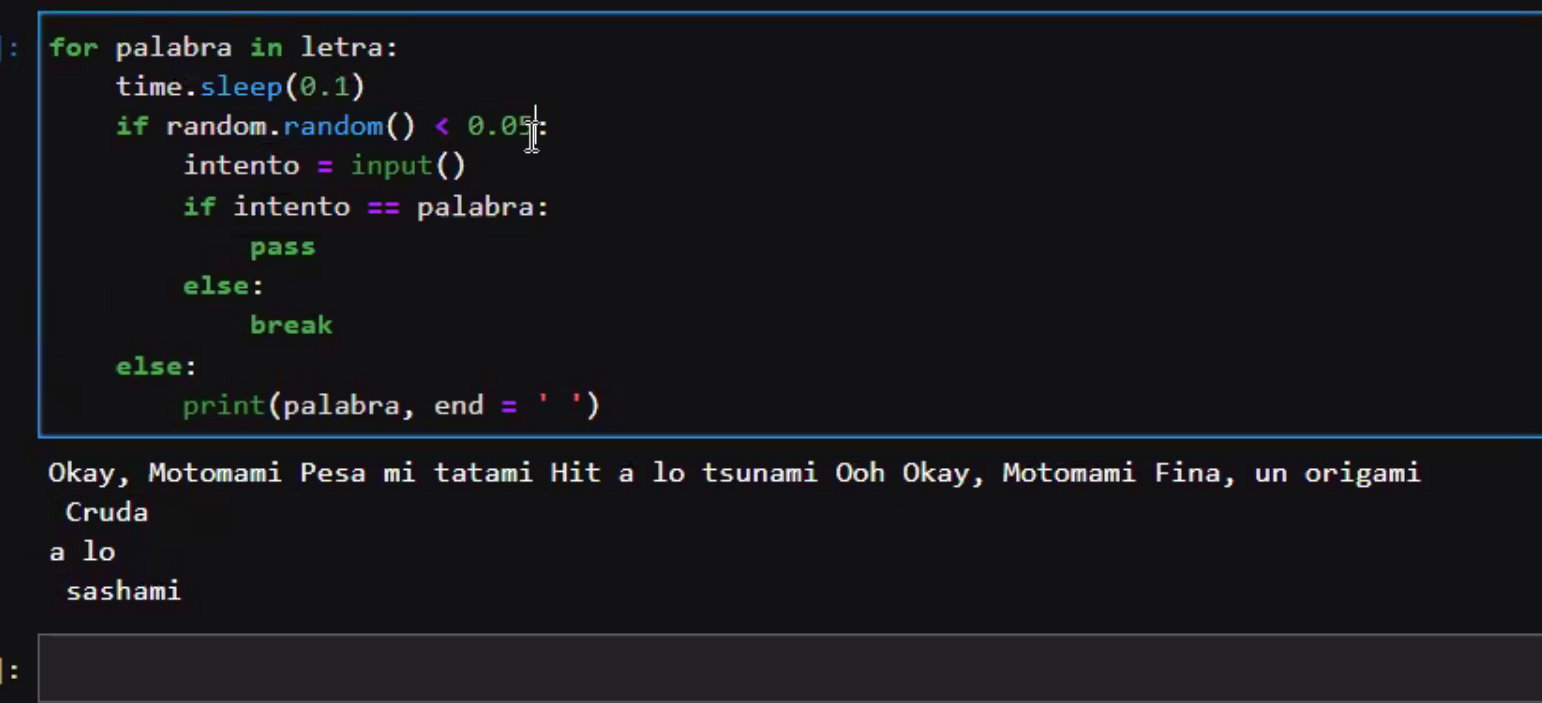 ]:
for palabra in letra:
    time.sleep(0.1)
    if random.random() < 0.05:
        intento = input()
        if intento == palabra:
            pass
        else:
            break
    else:
        print(palabra, end = ' ')
Okay, Motomami Pesa mi tatami Hit a lo tsunami Ooh Okay, Motomami Fina, un origami
 Cruda
a lo
 sashami
]: